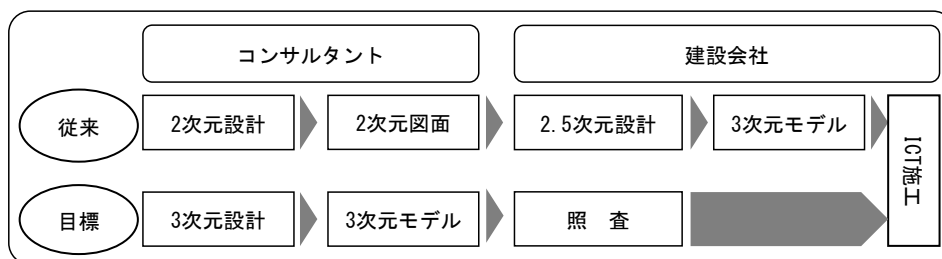 コンサルタント
建設会社
従来
2次元設計
2次元図面
2.5次元設計
3次元モデル
ICT施工
目標
3次元設計
3次元モデル
照　査